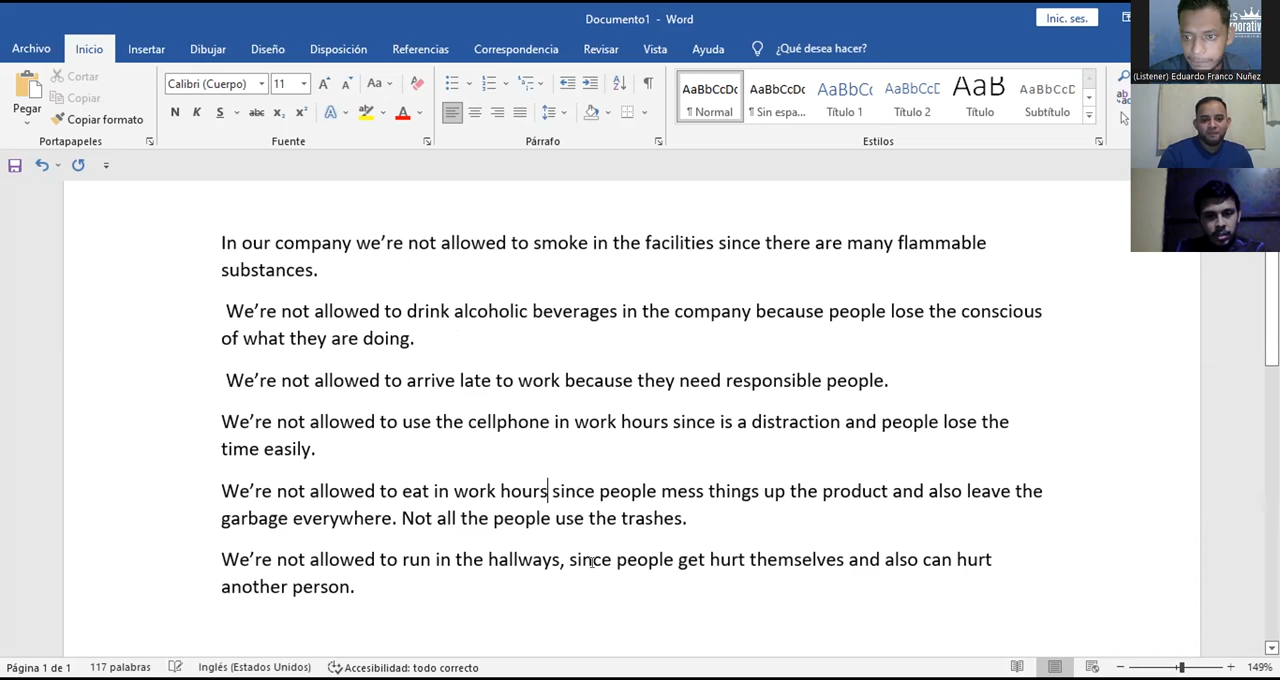 Documento1 - Word
Inic. ses.
Archivo Inicio Insertar Dibujar Diseño Disposición Referencias Correspondencia Revisar Vista Ayuda ¿Qué desea hacer?
(Listener) Eduardo Franco Nuñez
Pegar
Cortar
Copiar
Copiar formato
Portapapeles
Calibri (Cuerpo) 11
N K S abc x₂ x²
Fuente
Párrafo
AaBbCcDc AaBbCcDc AaBbCc AaBbCcD AaB AaBbCcD
¶ Normal ¶ Sin espa... Título 1 Título 2 Título Subtítulo
Estilos
In our company we’re not allowed to smoke in the facilities since there are many flammable
substances.
We’re not allowed to drink alcoholic beverages in the company because people lose the conscious
of what they are doing.
We’re not allowed to arrive late to work because they need responsible people.
We’re not allowed to use the cellphone in work hours since is a distraction and people lose the
time easily.
We’re not allowed to eat in work hours since people mess things up the product and also leave the
garbage everywhere. Not all the people use the trashes.
We’re not allowed to run in the hallways, since people get hurt themselves and also can hurt
another person.
Página 1 de 1 117 palabras Inglés (Estados Unidos) Accesibilidad: todo correcto 149%